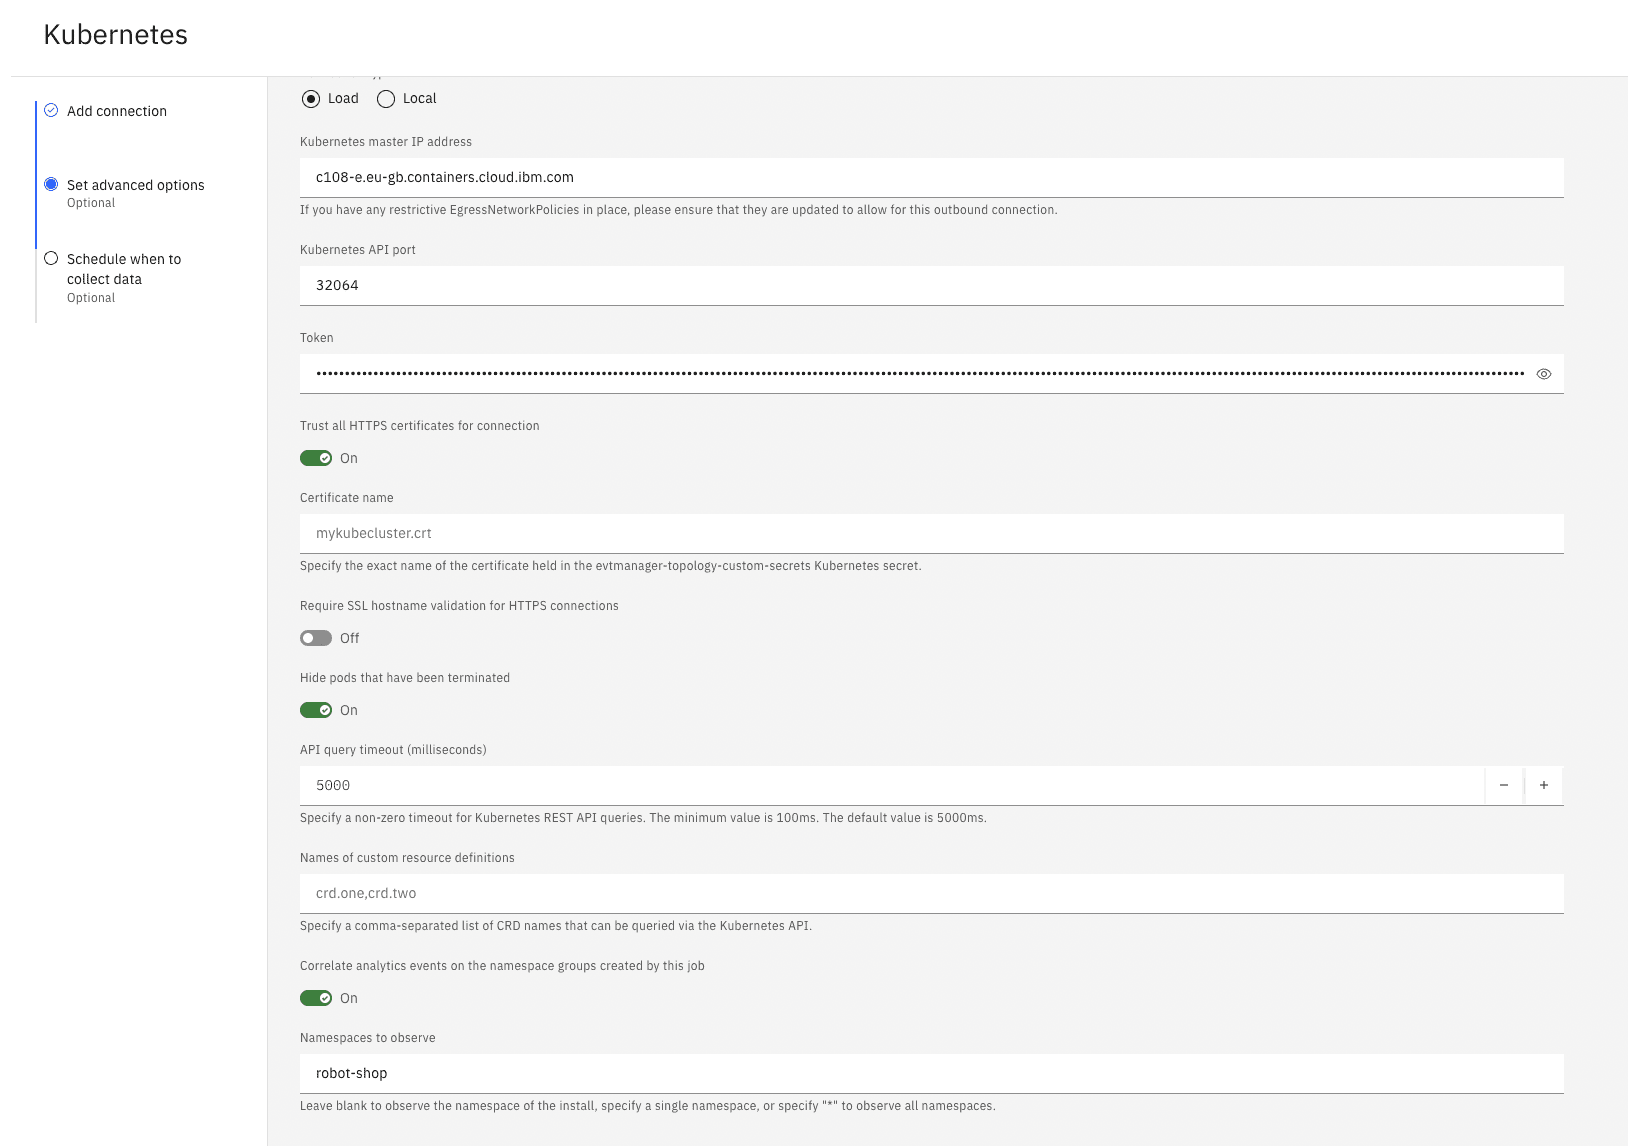 Kubernetes
Add connection
Set advanced options
Optional
Schedule when to
collect data
Optional
Load
Local
Kubernetes master IP address
c108-e.eu-gb.containers.cloud.ibm.com
If you have any restrictive EgressNetworkPolicies in place, please ensure that they are updated to allow for this outbound connection.
Kubernetes API port
32064
Token
Trust all HTTPS certificates for connection
On
Certificate name
mykubecluster.crt
Specify the exact name of the certificate held in the evtmanager-topology-custom-secrets Kubernetes secret.
Require SSL hostname validation for HTTPS connections
Off
Hide pods that have been terminated
On
API query timeout (milliseconds)
5000
Specify a non-zero timeout for Kubernetes REST API queries. The minimum value is 100ms. The default value is 5000ms.
Names of custom resource definitions
crd.one,crd.two
Specify a comma-separated list of CRD names that can be queried via the Kubernetes API.
Correlate analytics events on the namespace groups created by this job
On
Namespaces to observe
robot-shop
Leave blank to observe the namespace of the install, specify a single namespace, or specify "*" to observe all namespaces.